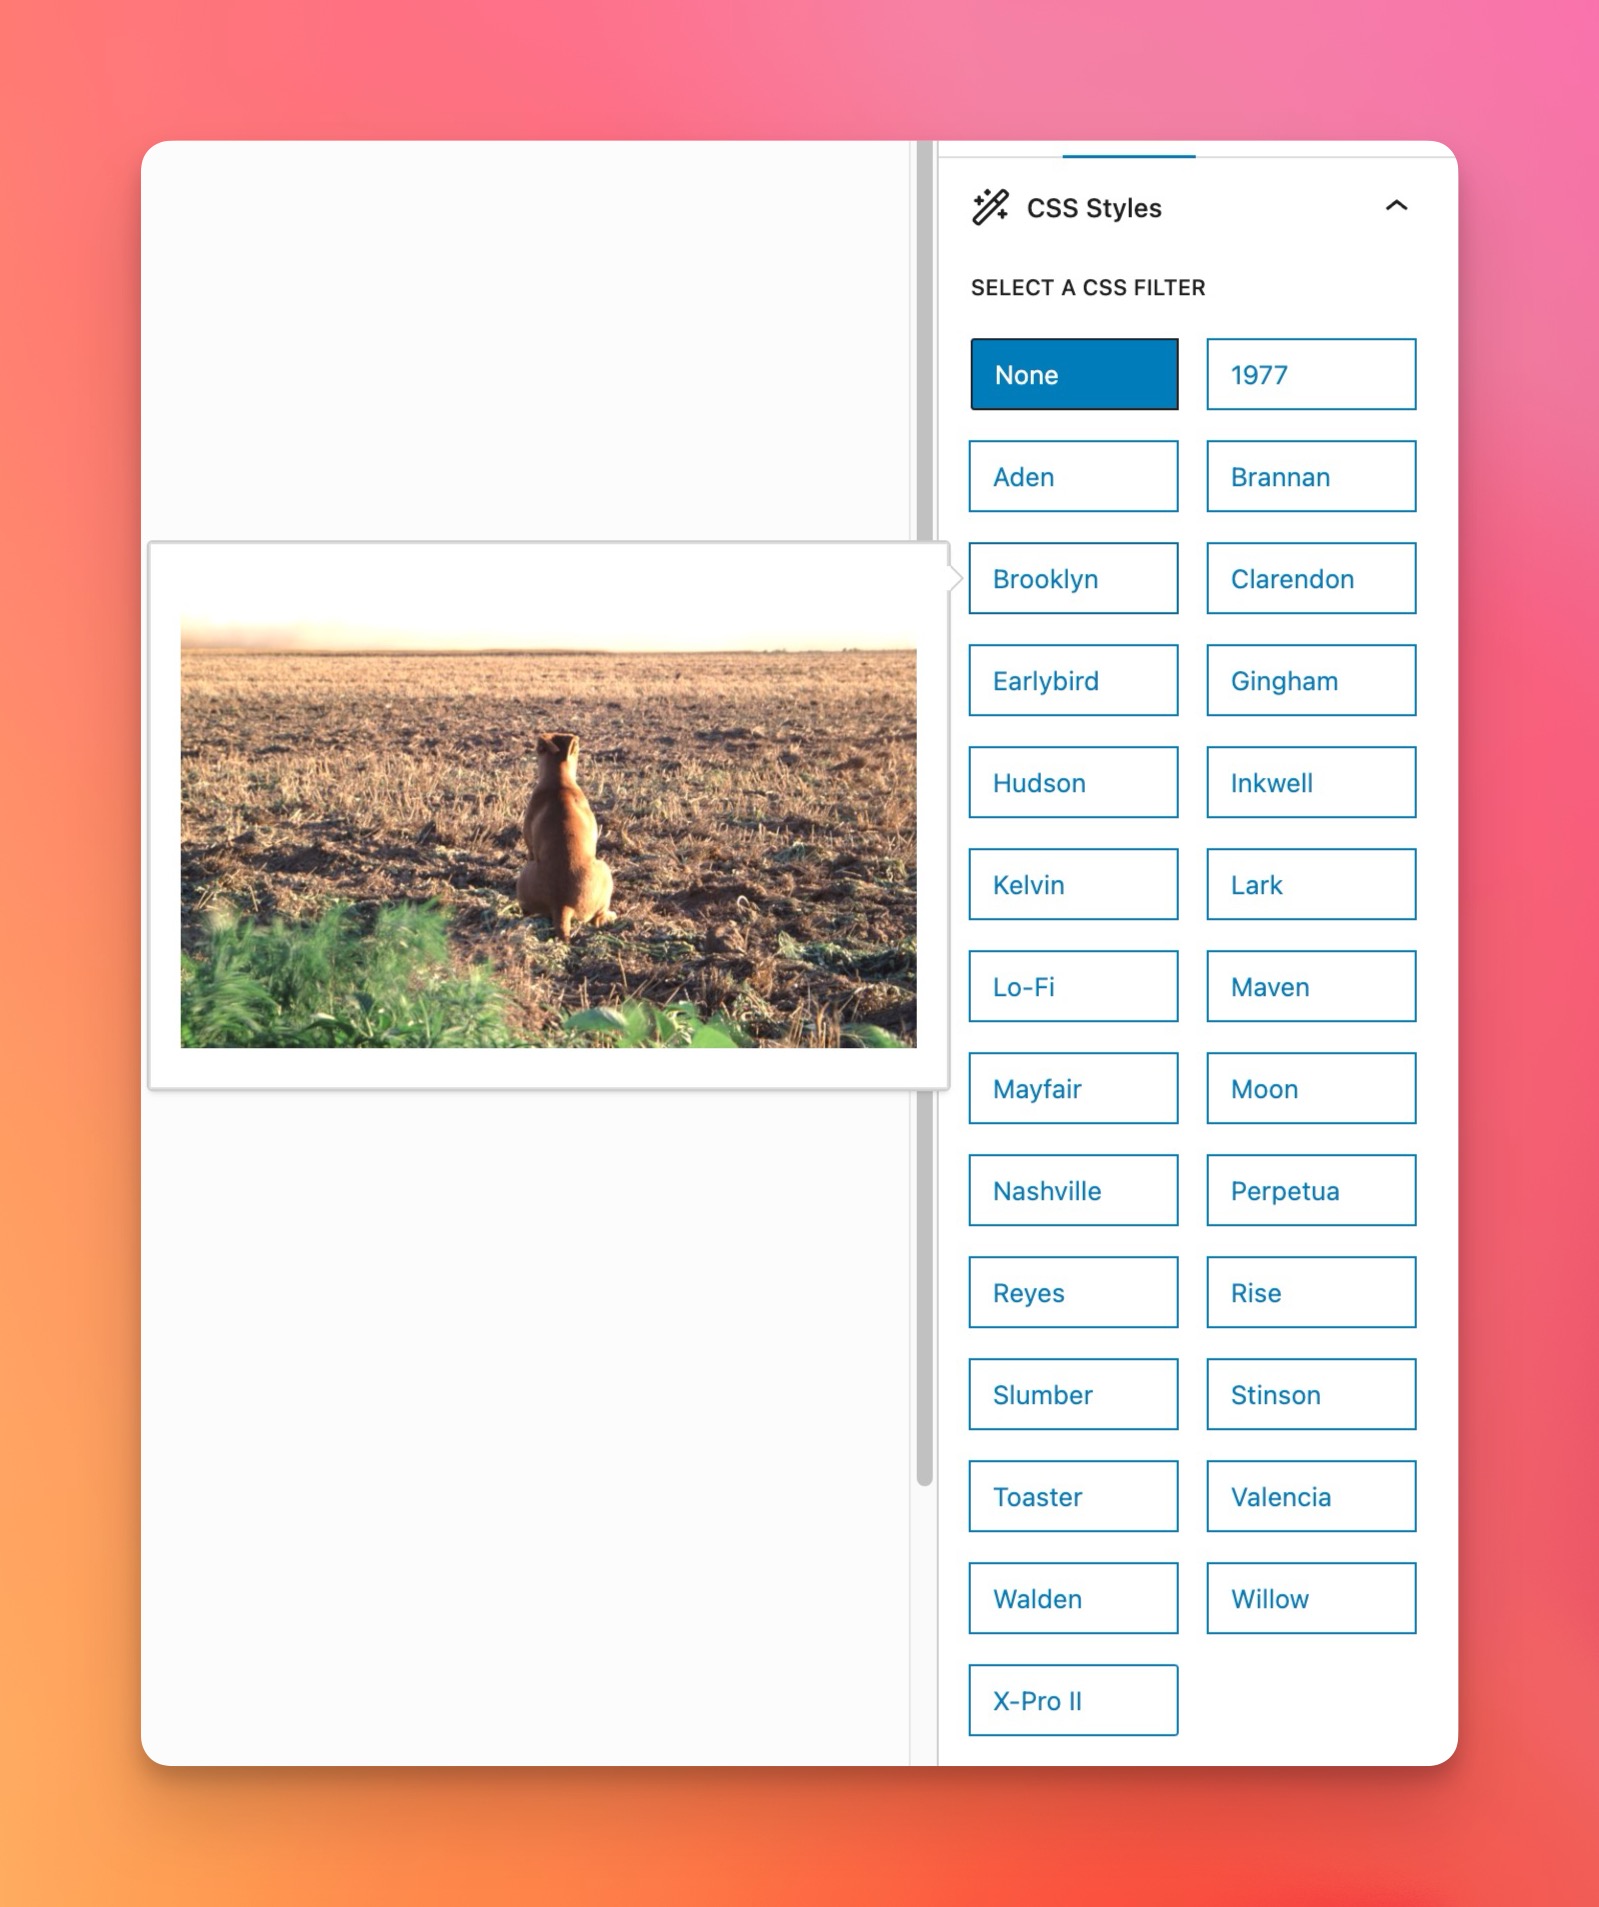 CSS Styles
SELECT A CSS FILTER
None
1977
Aden
Brannan
Brooklyn
Clarendon
Earlybird
Gingham
Hudson
Inkwell
Kelvin
Lark
Lo-Fi
Maven
Mayfair
Moon
Nashville
Perpetua
Reyes
Rise
Slumber
Stinson
Toaster
Valencia
Walden
Willow
X-Pro II